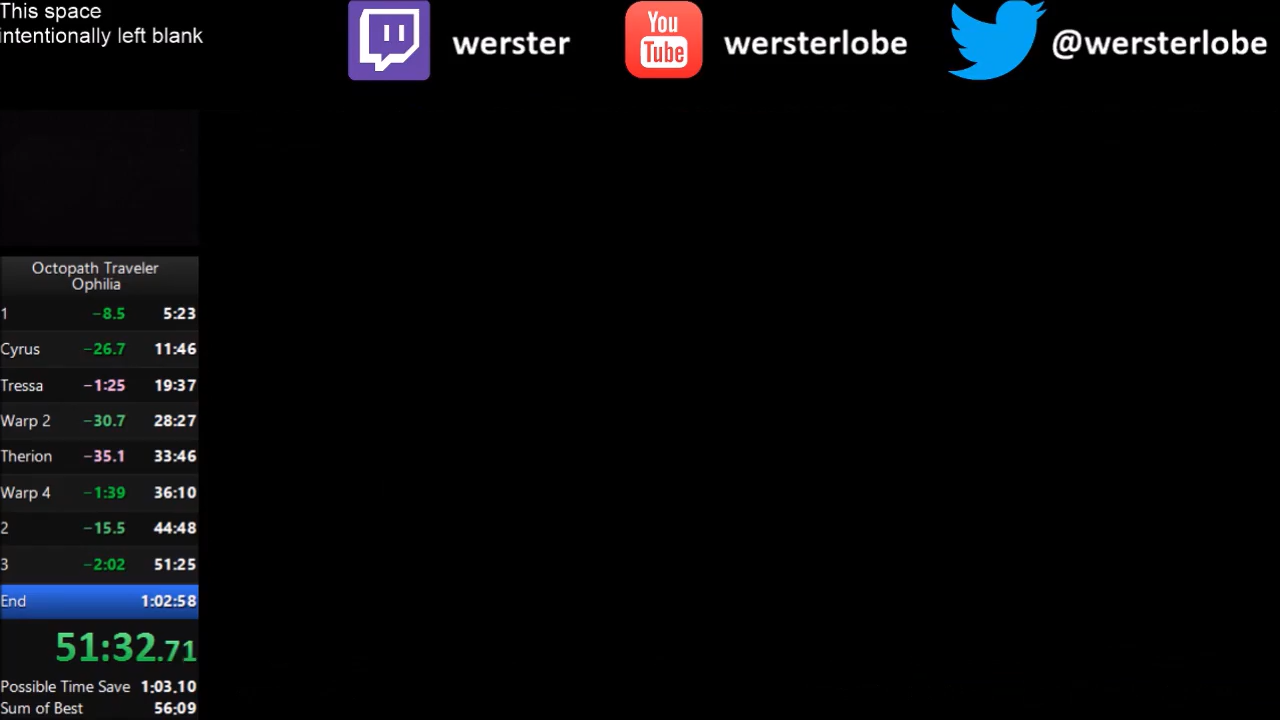 This space
intentionally left blank
werster
You
Tube
wersterlobe
@wersterlobe
Octopath Traveler
Ophilia
1 −8.5 5:23
Cyrus −26.7 11:46
Tressa −1:25 19:37
Warp 2 −30.7 28:27
Therion −35.1 33:46
Warp 4 −1:39 36:10
2 −15.5 44:48
3 −2:02 51:25
End 1:02:58
51:32.71
Possible Time Save 1:03.10
Sum of Best 56:09